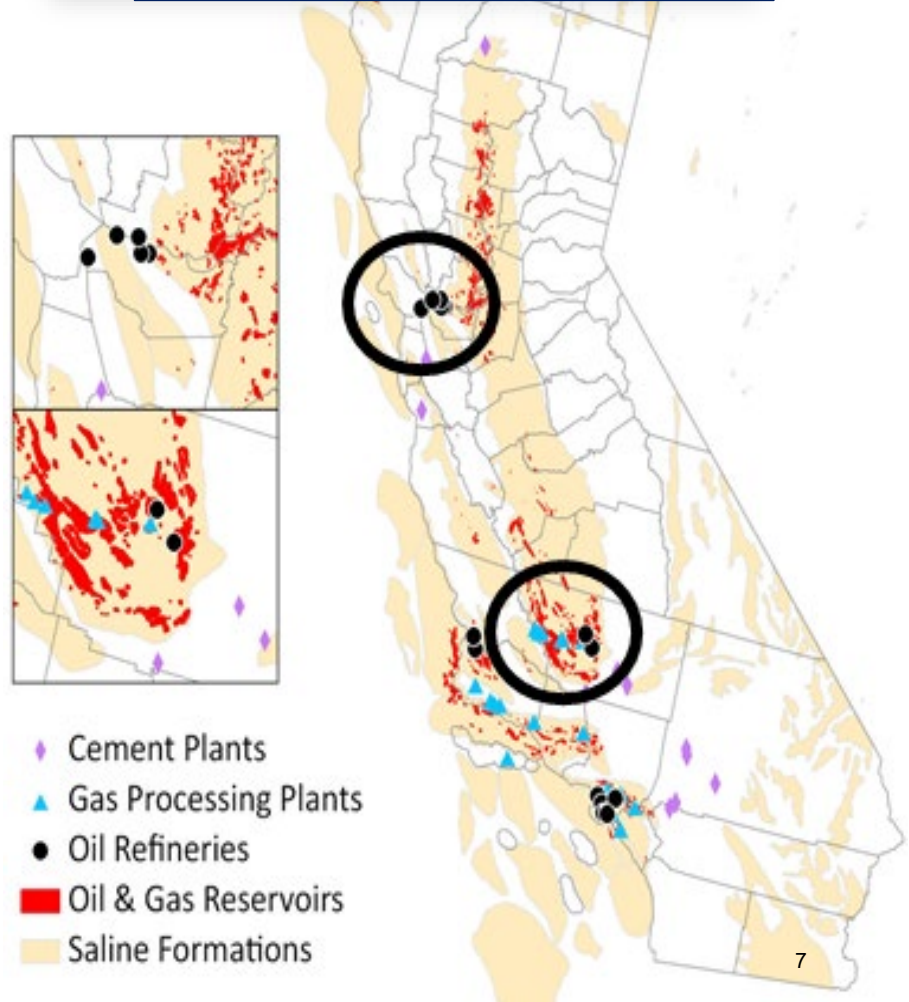 Cement Plants
Gas Processing Plants
Oil Refineries
Oil & Gas Reservoirs
Saline Formations
7